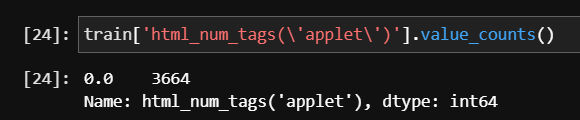 [24]: train['html_num_tags(\'applet\')'].value_counts()
[24]: 0.0    3664
Name: html_num_tags('applet'), dtype: int64